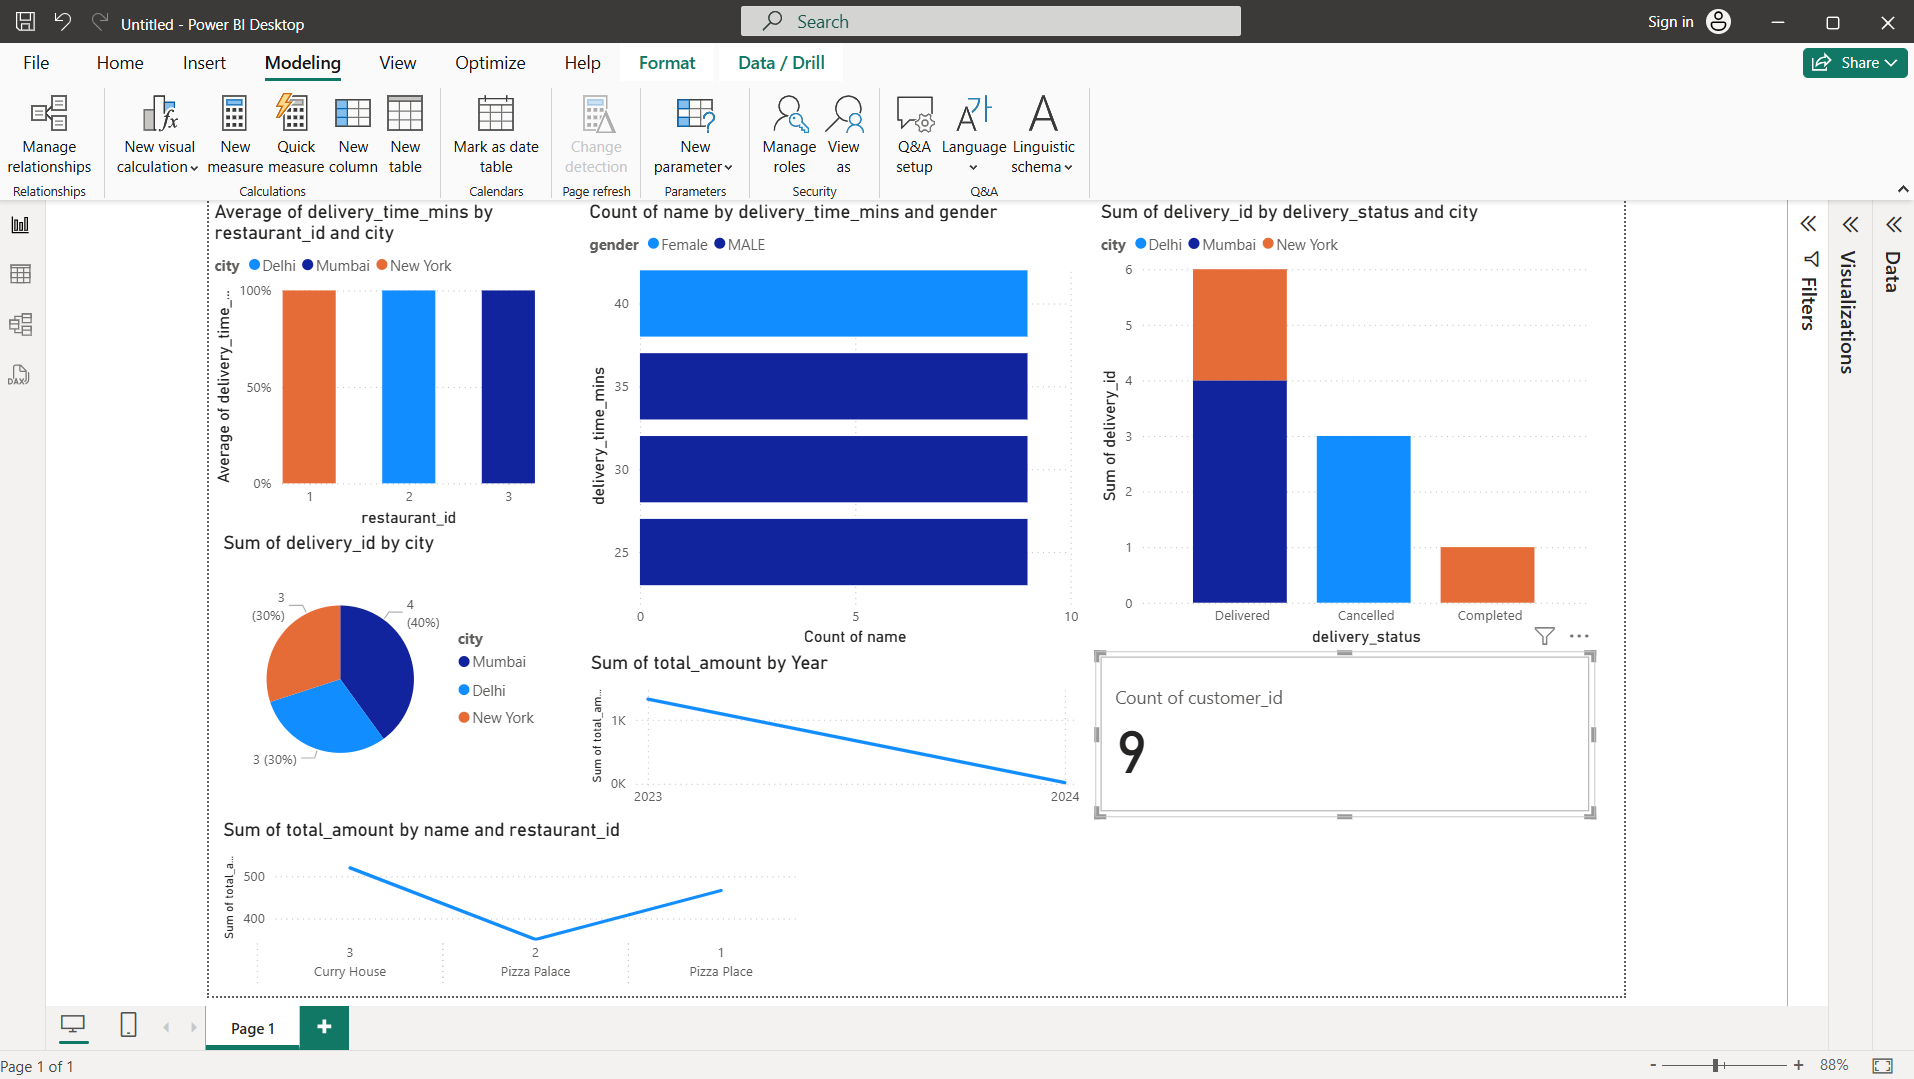 Untitled - Power BI Desktop
Search
Sign in
File
Home
Insert
Modeling
View
Optimize
Help
Format
Data / Drill
Share
Manage
relationships
Relationships
New visual
calculation
New
measure
Quick
measure
New
column
New
table
Calculations
Mark as date
table
Calendars
Change
detection
Page refresh
New
parameter
Parameters
Manage
roles
View
as
Security
Q&A
setup
Language
Linguistic
schema
Q&A
DAX
Average of delivery_time_mins by
restaurant_id and city
city Delhi Mumbai New York
Average of delivery_time_...
100%
50%
0%
1 2 3
restaurant_id
Count of name by delivery_time_mins and gender
gender Female MALE
delivery_time_mins
40
35
30
25
0 5 10
Count of name
Sum of delivery_id by delivery_status and city
city Delhi Mumbai New York
Sum of delivery_id
6
5
4
3
2
1
0
Delivered Cancelled Completed
delivery_status
Sum of delivery_id by city
3
(30%)
4
(40%)
3 (30%)
city
Mumbai
Delhi
New York
Sum of total_amount by Year
Sum of total_am...
1K
0K
2023 2024
Count of customer_id
9
Sum of total_amount by name and restaurant_id
Sum of total_a...
500
400
3 2 1
Curry House Pizza Palace Pizza Place
Filters
Visualizations
Data
Page 1
Page 1 of 1
- + 88%